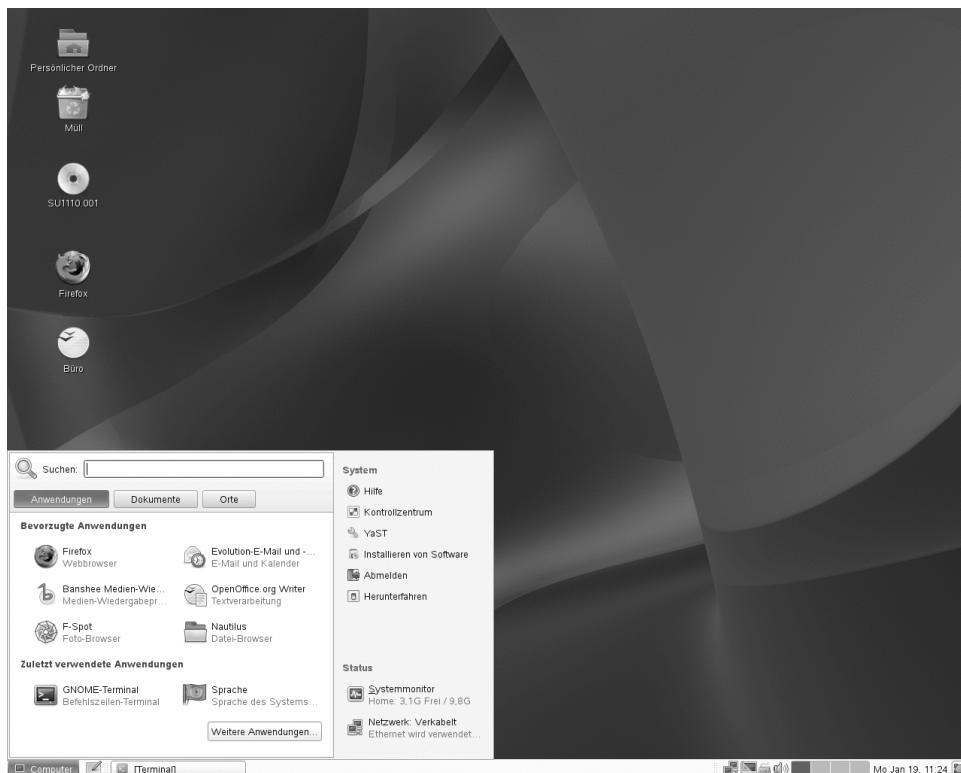 Persönlicher Ordner
Müll
SU1110.001
Firefox
Büro
Suchen:
Anwendungen
Dokumente
Orte
Bevorzugte Anwendungen
Firefox
Webbrowser
Evolution-E-Mail und -...
E-Mail und Kalender
Banshee Medien-Wie...
Medien-Wiedergabepr...
OpenOffice.org Writer
Textverarbeitung
F-Spot
Foto-Browser
Nautilus
Datei-Browser
Zuletzt verwendete Anwendungen
GNOME-Terminal
Befehlszeilen-Terminal
Sprache
Sprache des Systems...
Weitere Anwendungen...
System
Hilfe
Kontrollzentrum
YaST
Installieren von Software
Abmelden
Herunterfahren
Status
Systemmonitor
Home: 3,1G Frei / 9,8G
Netzwerk: Verkabelt
Ethernet wird verwendet...
Computer
[Terminal]
Mo Jan 19, 11:24